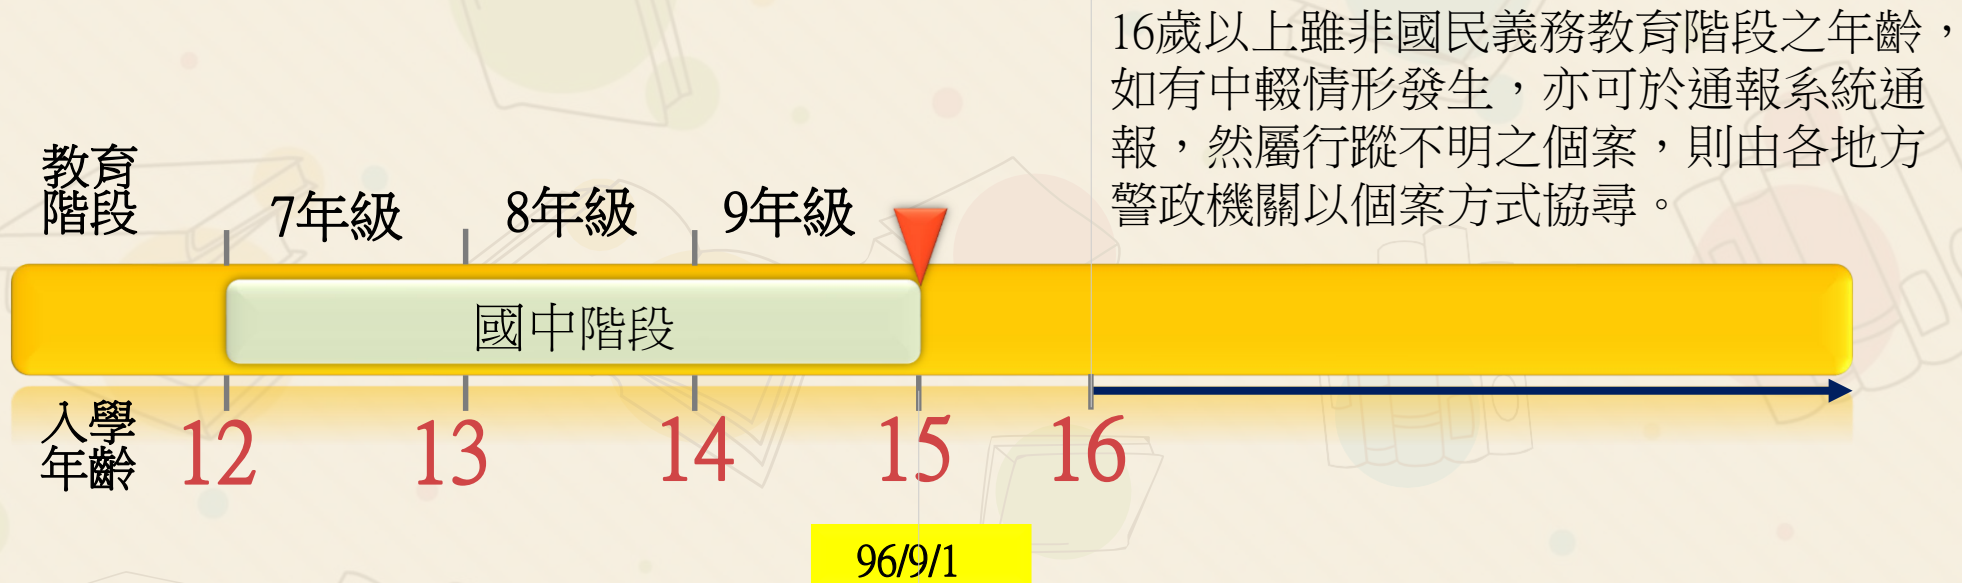 16歲以上雖非國民義務教育階段之年齡，
如有中輟情形發生，亦可於通報系統通
報，然屬行蹤不明之個案，則由各地方
警政機關以個案方式協尋。
教育
階段
7年級
8年級
9年級
國中階段
入學
年齡
12
13
14
15
16
96/9/1